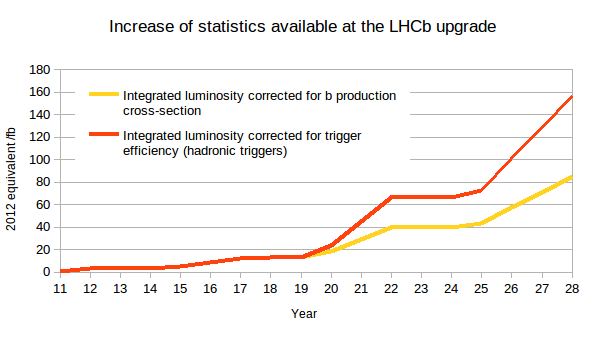 Increase of statistics available at the LHCb upgrade
180
160
140
120
100
80
60
40
20
0
2012 equivalent /fb
Integrated luminosity corrected for b production
cross-section
Integrated luminosity corrected for trigger
efficiency (hadronic triggers)
11 12 13 14 15 16 17 18 19 20 21 22 23 24 25 26 27 28
Year